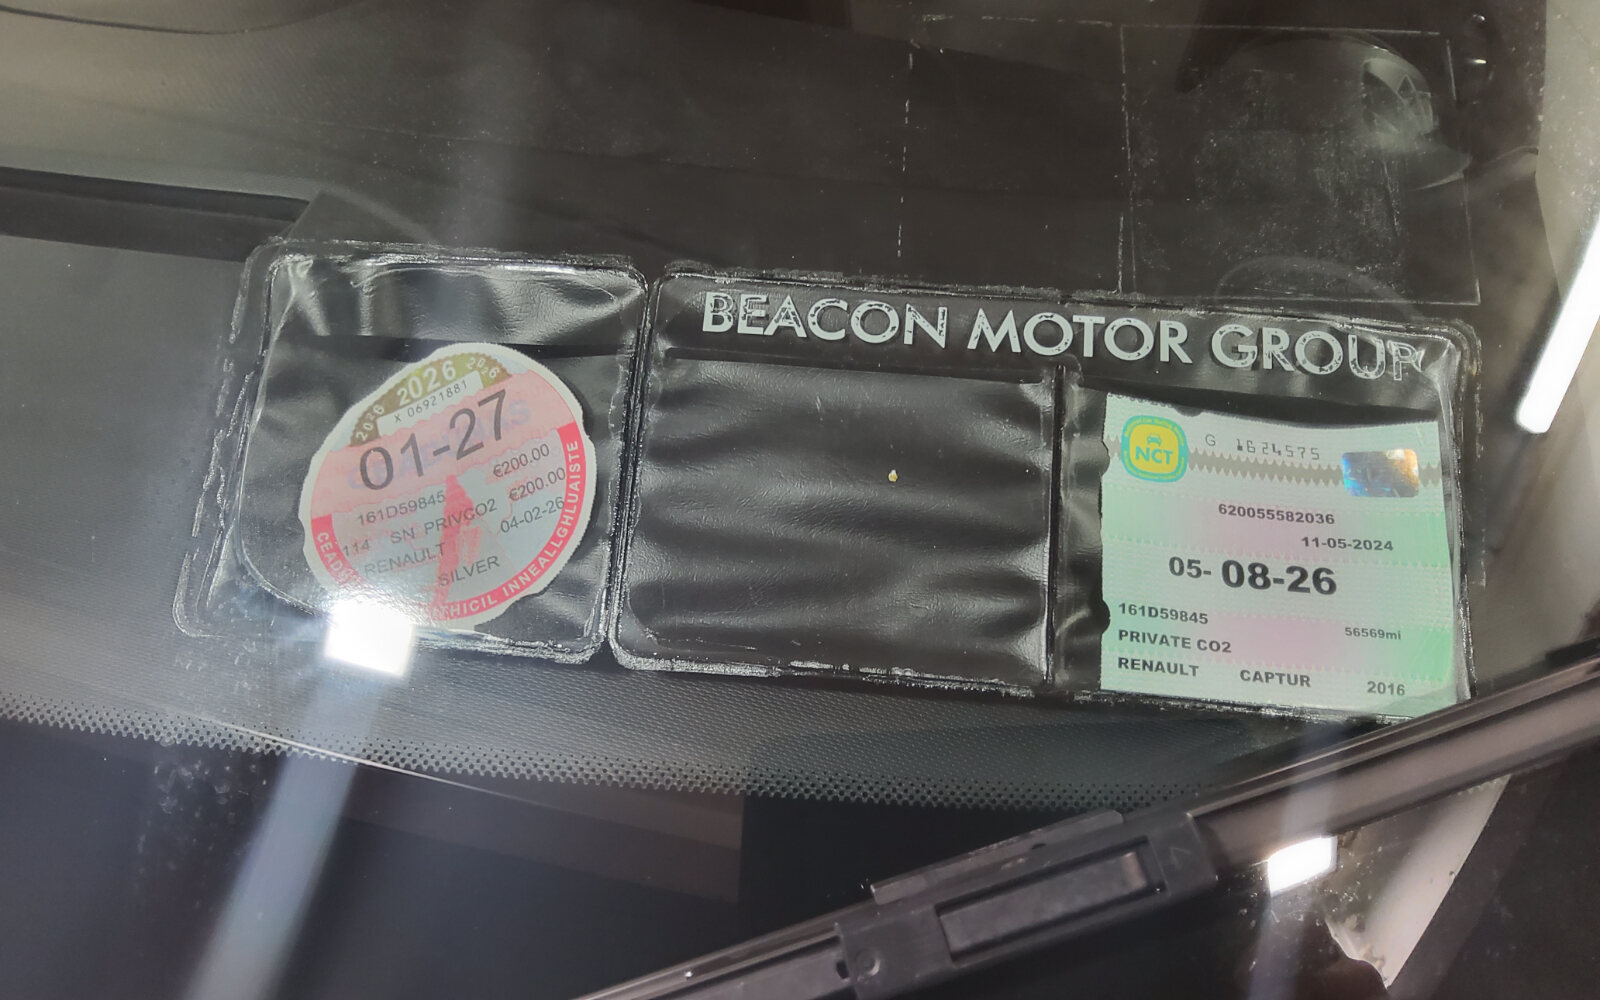 2026 2026 2026
X 06921881
01-27
€200.00
161D59845 €200.00
114 SN PRIVCO2 04-02-26
RENAULT
SILVER
INNEALLGHLUAISTE
BEACON MOTOR GROUP
NCT
G 1624575
620055582036
11-05-2024
05-08-26
161D59845
56569mi
PRIVATE CO2
RENAULT CAPTUR 2016